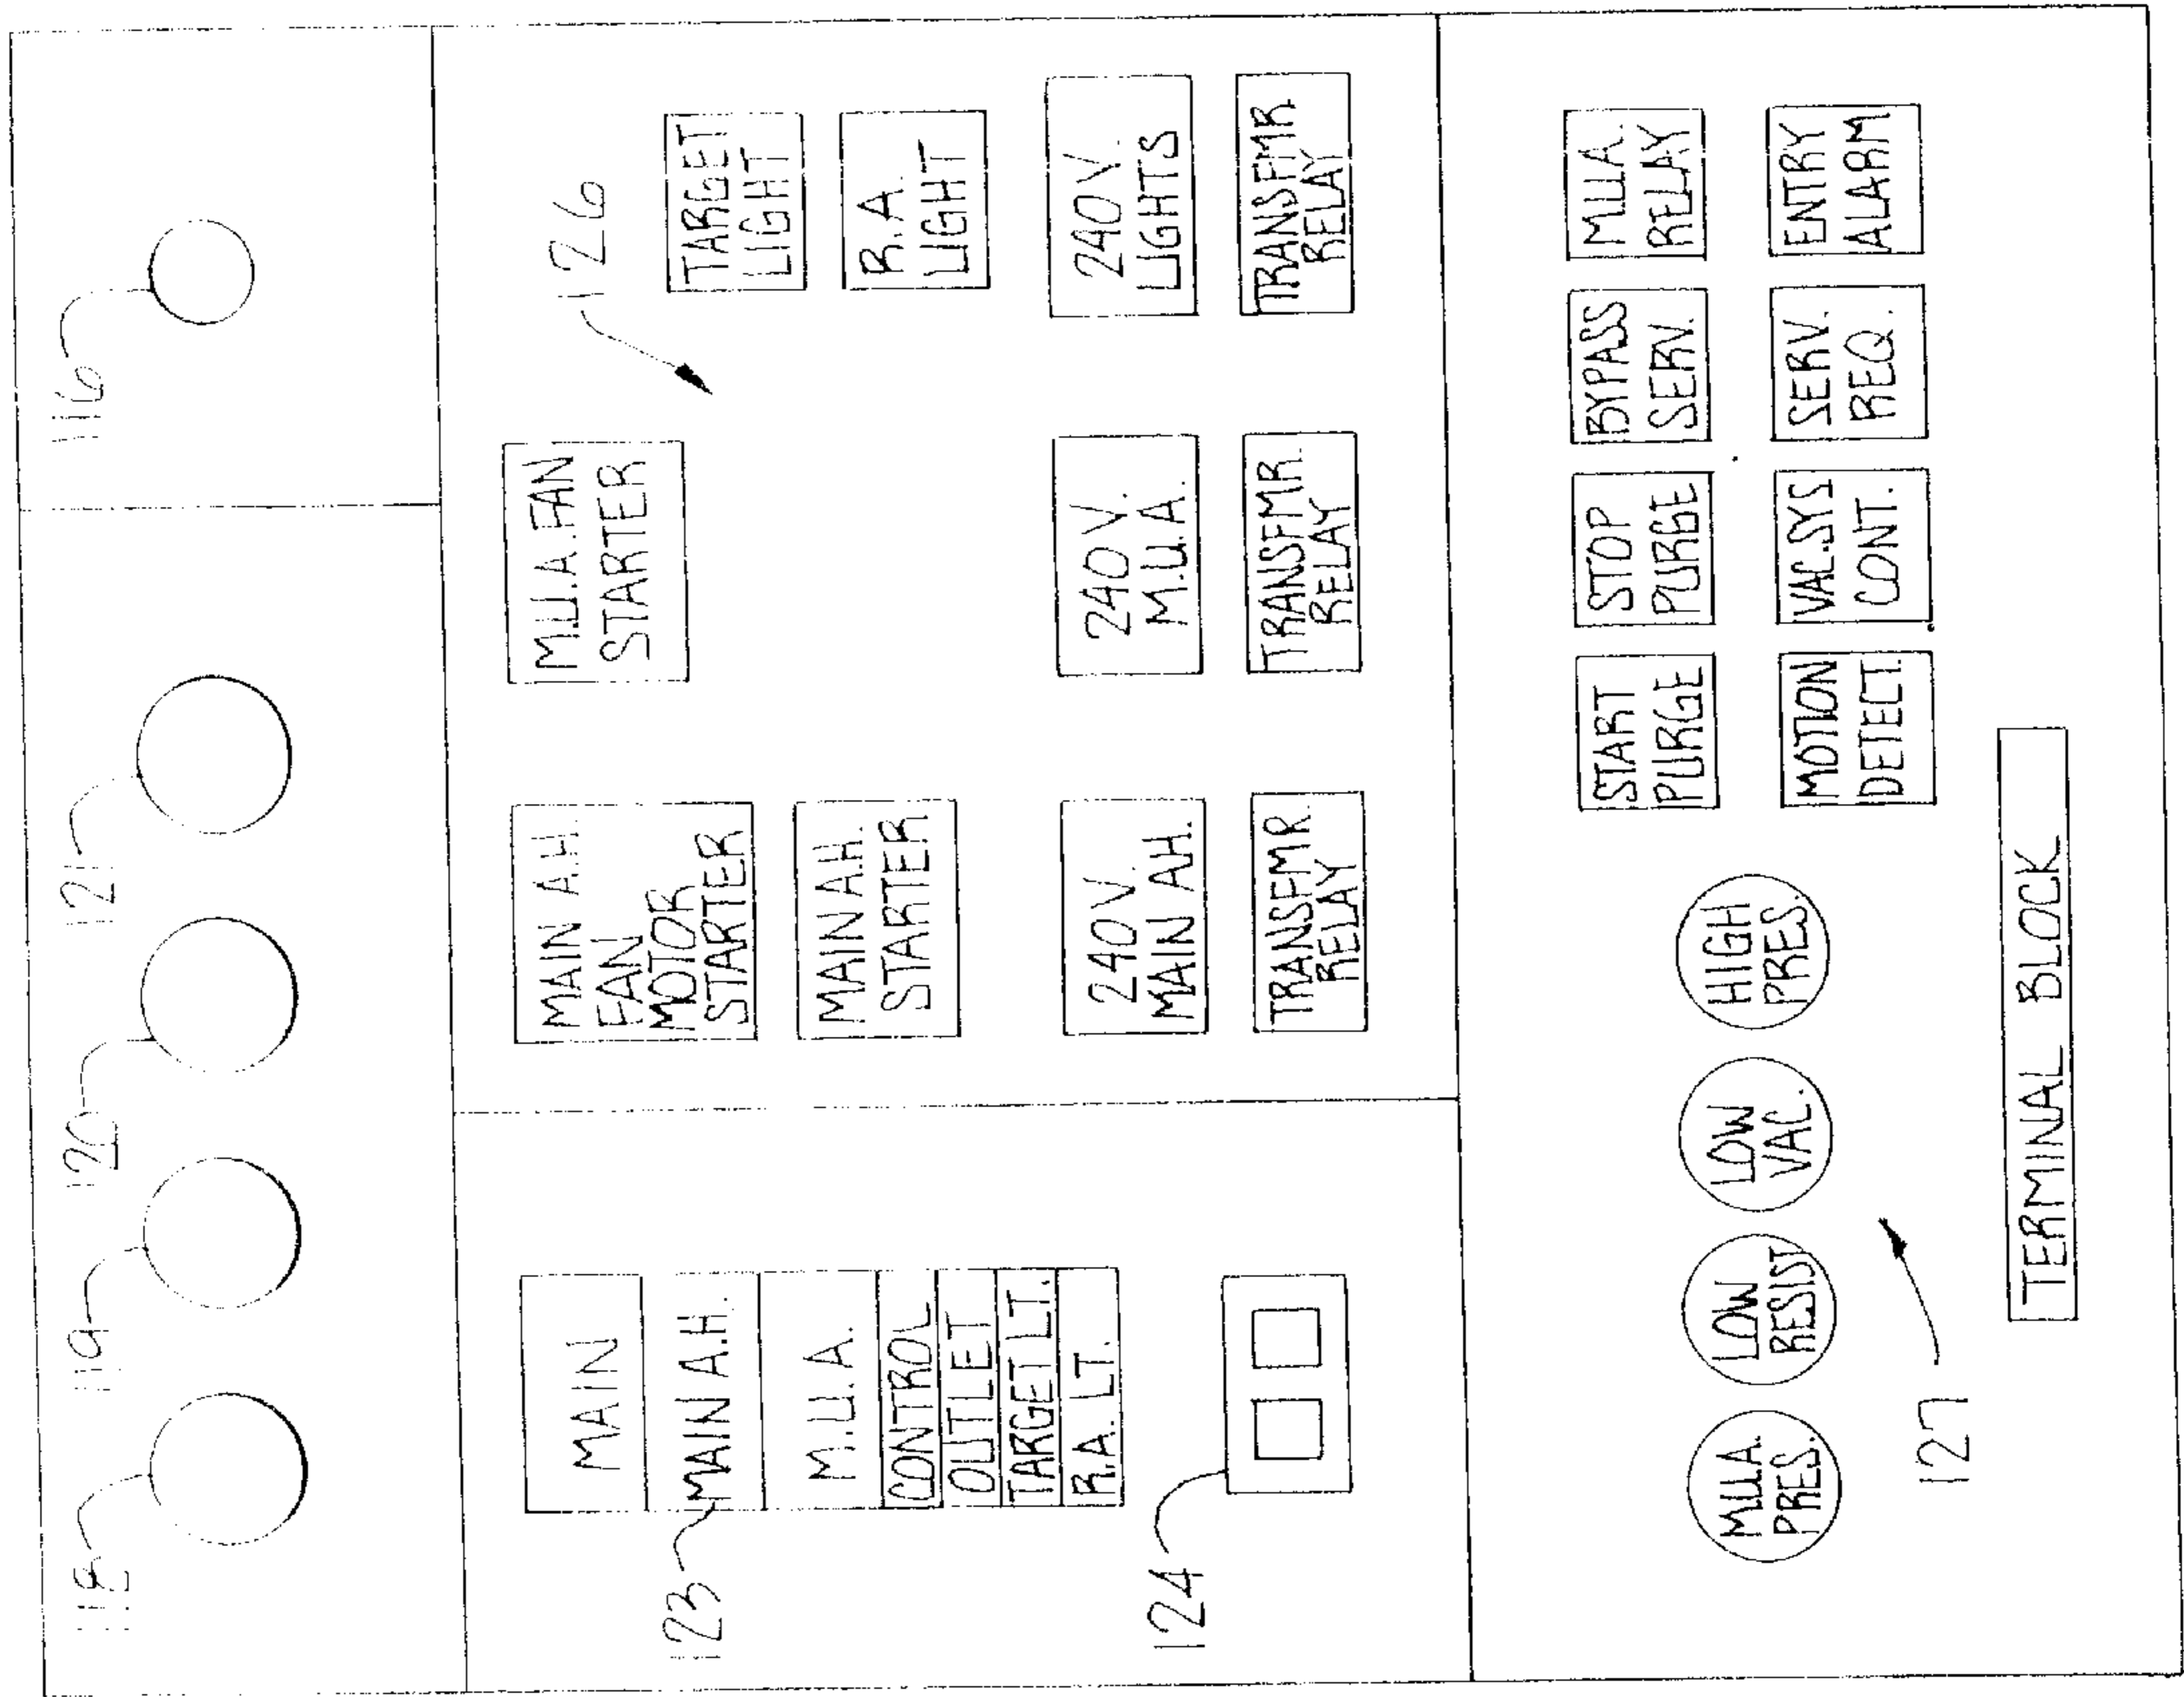 118
119
120
121
116
123
MAIN
MAIN A.H.
M.U.A.
CONTROL
OUTLET
TARGET LT.
R.A. LT.
124
MAIN A.H.
FAN
MOTOR
STARTER
MAIN A.H.
STARTER
240 V.
MAIN A.H.
TRANSFMR.
RELAY
M.U.A. FAN
STARTER
240 V.
M.U.A.
TRANSFMR.
RELAY
126
TARGET
LIGHT
R.A.
LIGHT
240 V.
LIGHTS
TRANSFMR.
RELAY
M.U.A.
PRES.
LOW
RESIST
LOW
VAC.
HIGH
PRES.
127
START
PURGE
STOP
PURGE
BYPASS
SERV.
M.U.A.
RELAY
MOTION
DETECT.
VAC.SYS
CONT.
SERV.
REQ.
ENTRY
ALARM
TERMINAL BLOCK